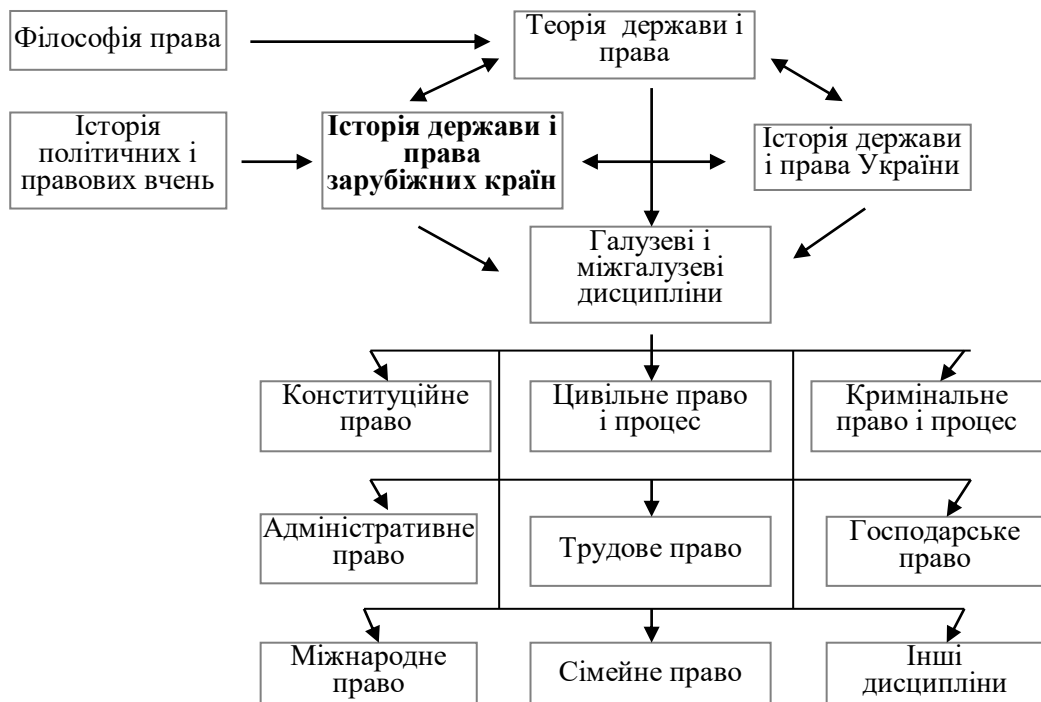 Філософія права
Теорія держави і
права
Історія
політичних і
правових вчень
Історія держави і
права
зарубіжних країн
Історія держави
і права України
Галузеві і
міжгалузеві
дисципліни
Конституційне
право
Цивільне право
і процес
Кримінальне
право і процес
Адміністративне
право
Трудове право
Господарське
право
Міжнародне
право
Сімейне право
Інші
дисципліни